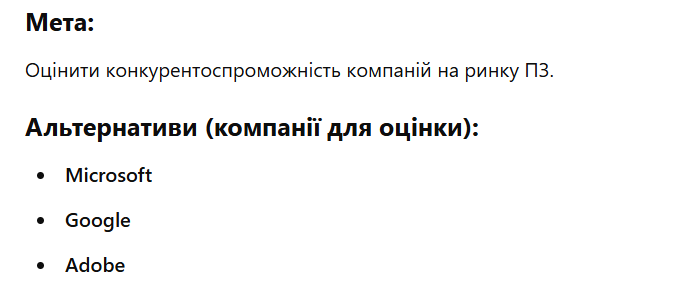 Мета:
Оцінити конкурентоспроможність компаній на ринку ПЗ.
Альтернативи (компанії для оцінки):
• Microsoft
• Google
• Adobe